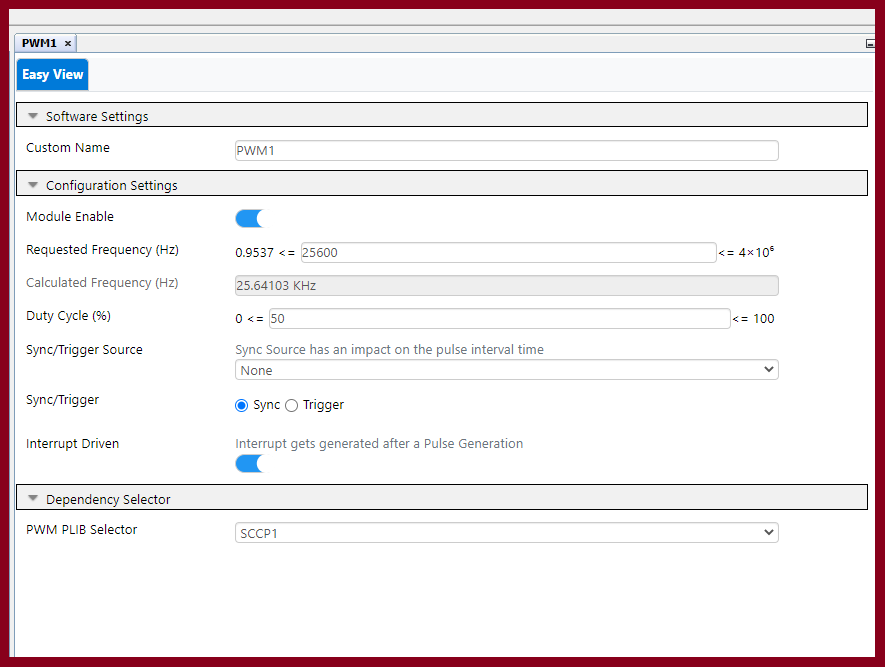 PWM1 ×
Easy View
Software Settings
Custom Name
PWM1
Configuration Settings
Module Enable
Requested Frequency (Hz)
0.9537 <= 25600 <= 4×10⁶
Calculated Frequency (Hz)
25.64103 KHz
Duty Cycle (%)
0 <= 50 <= 100
Sync/Trigger Source
Sync Source has an impact on the pulse interval time
None
Sync/Trigger
Sync Trigger
Interrupt Driven
Interrupt gets generated after a Pulse Generation
Dependency Selector
PWM PLIB Selector
SCCP1